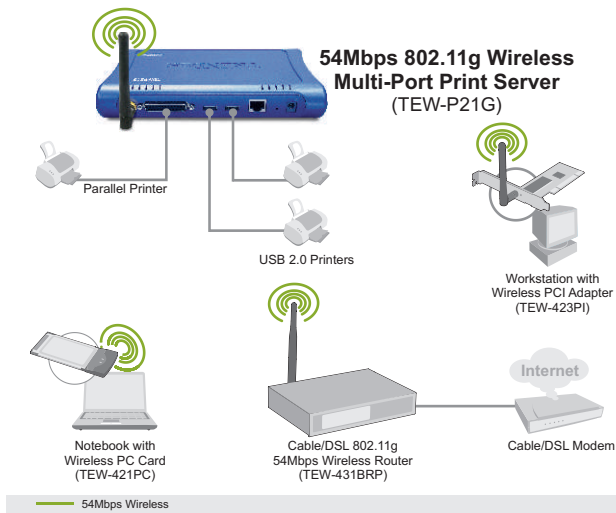 54Mbps 802.11g Wireless
Multi-Port Print Server
(TEW-P21G)
Parallel Printer
USB 2.0 Printers
Workstation with
Wireless PCI Adapter
(TEW-423PI)
Internet
Notebook with
Wireless PC Card
(TEW-421PC)
Cable/DSL 802.11g
54Mbps Wireless Router
(TEW-431BRP)
Cable/DSL Modem
54Mbps Wireless